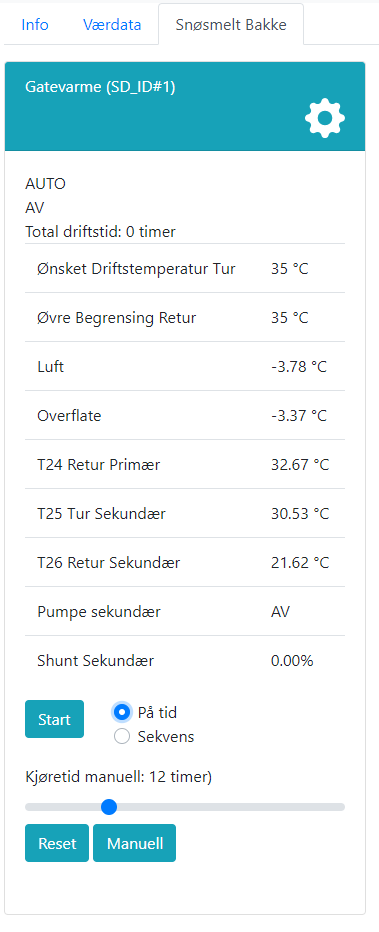 Info Værdata Snøsmelt Bakke
Gatevarme (SD_ID#1)
AUTO
AV
Total driftstid: 0 timer
Ønsket Driftstemperatur Tur 35 °C
Øvre Begrensing Retur 35 °C
Luft -3.78 °C
Overflate -3.37 °C
T24 Retur Primær 32.67 °C
T25 Tur Sekundær 30.53 °C
T26 Retur Sekundær 21.62 °C
Pumpe sekundær AV
Shunt Sekundær 0.00%
Start På tid
Sekvens
Kjøretid manuell: 12 timer)
Reset Manuell